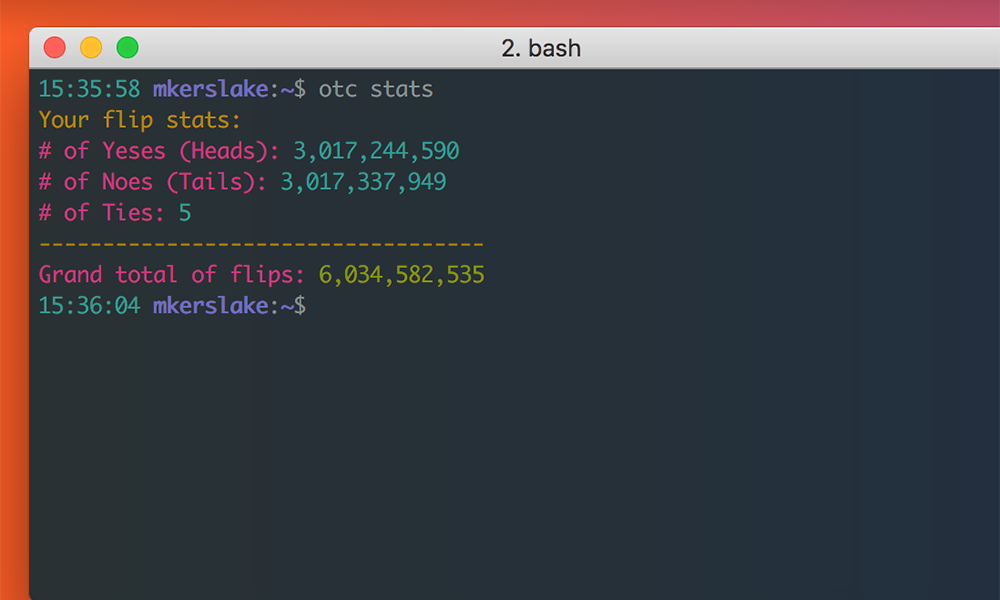 2. bash
15:35:58 mkerslake:~$ otc stats
Your flip stats:
# of Yeses (Heads): 3,017,244,590
# of Noes (Tails): 3,017,337,949
# of Ties: 5
-----------------------------------
Grand total of flips: 6,034,582,535
15:36:04 mkerslake:~$